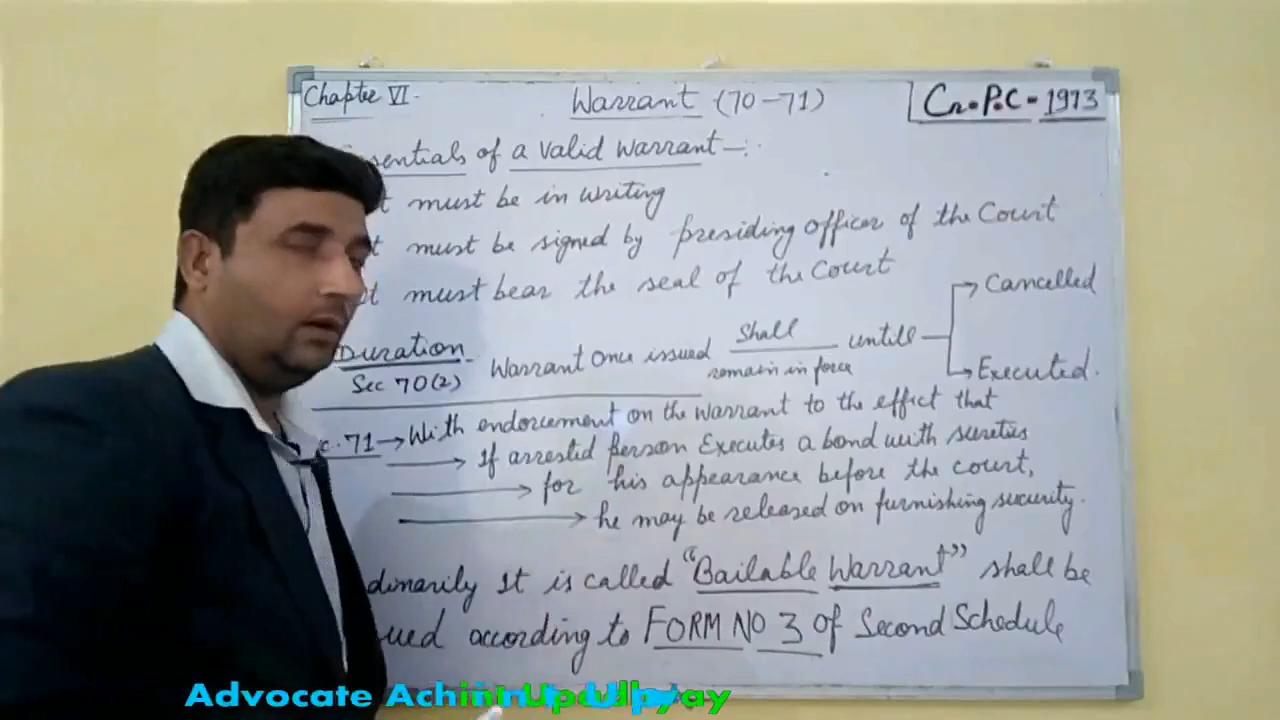 Chapter VI. Warrant (70-71) Cr.P.C - 1973
sentials of a valid warrant -:
t must be in writing
t must be signed by presiding officer of the Court
t must bear the seal of the Court
Duration Sec 70(2) Warrant once issued Shall remain in force untill
Cancelled
Executed.
c. 71 → With endorcement on the warrant to the effect that
→ If arrested person Executes a bond with sureties
→ for his appearance before the court,
→ he may be released on furnishing security.
dinarily It is called "Bailable Warrant" shall be
ued according to FORM NO 3 of Second Schedule
Advocate